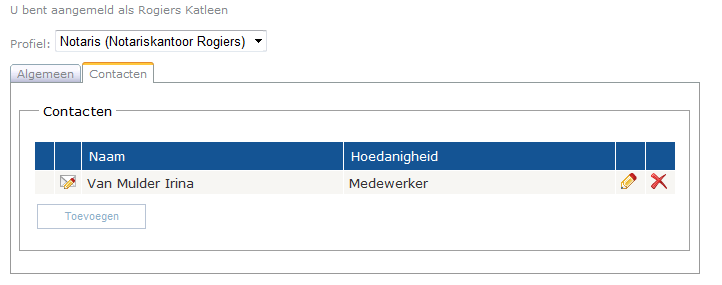 U bent aangemeld als Rogiers Katleen
Profiel: Notaris (Notariskantoor Rogiers)
Algemeen Contacten
Contacten
Naam Hoedanigheid
Van Mulder Irina Medewerker
Toevoegen